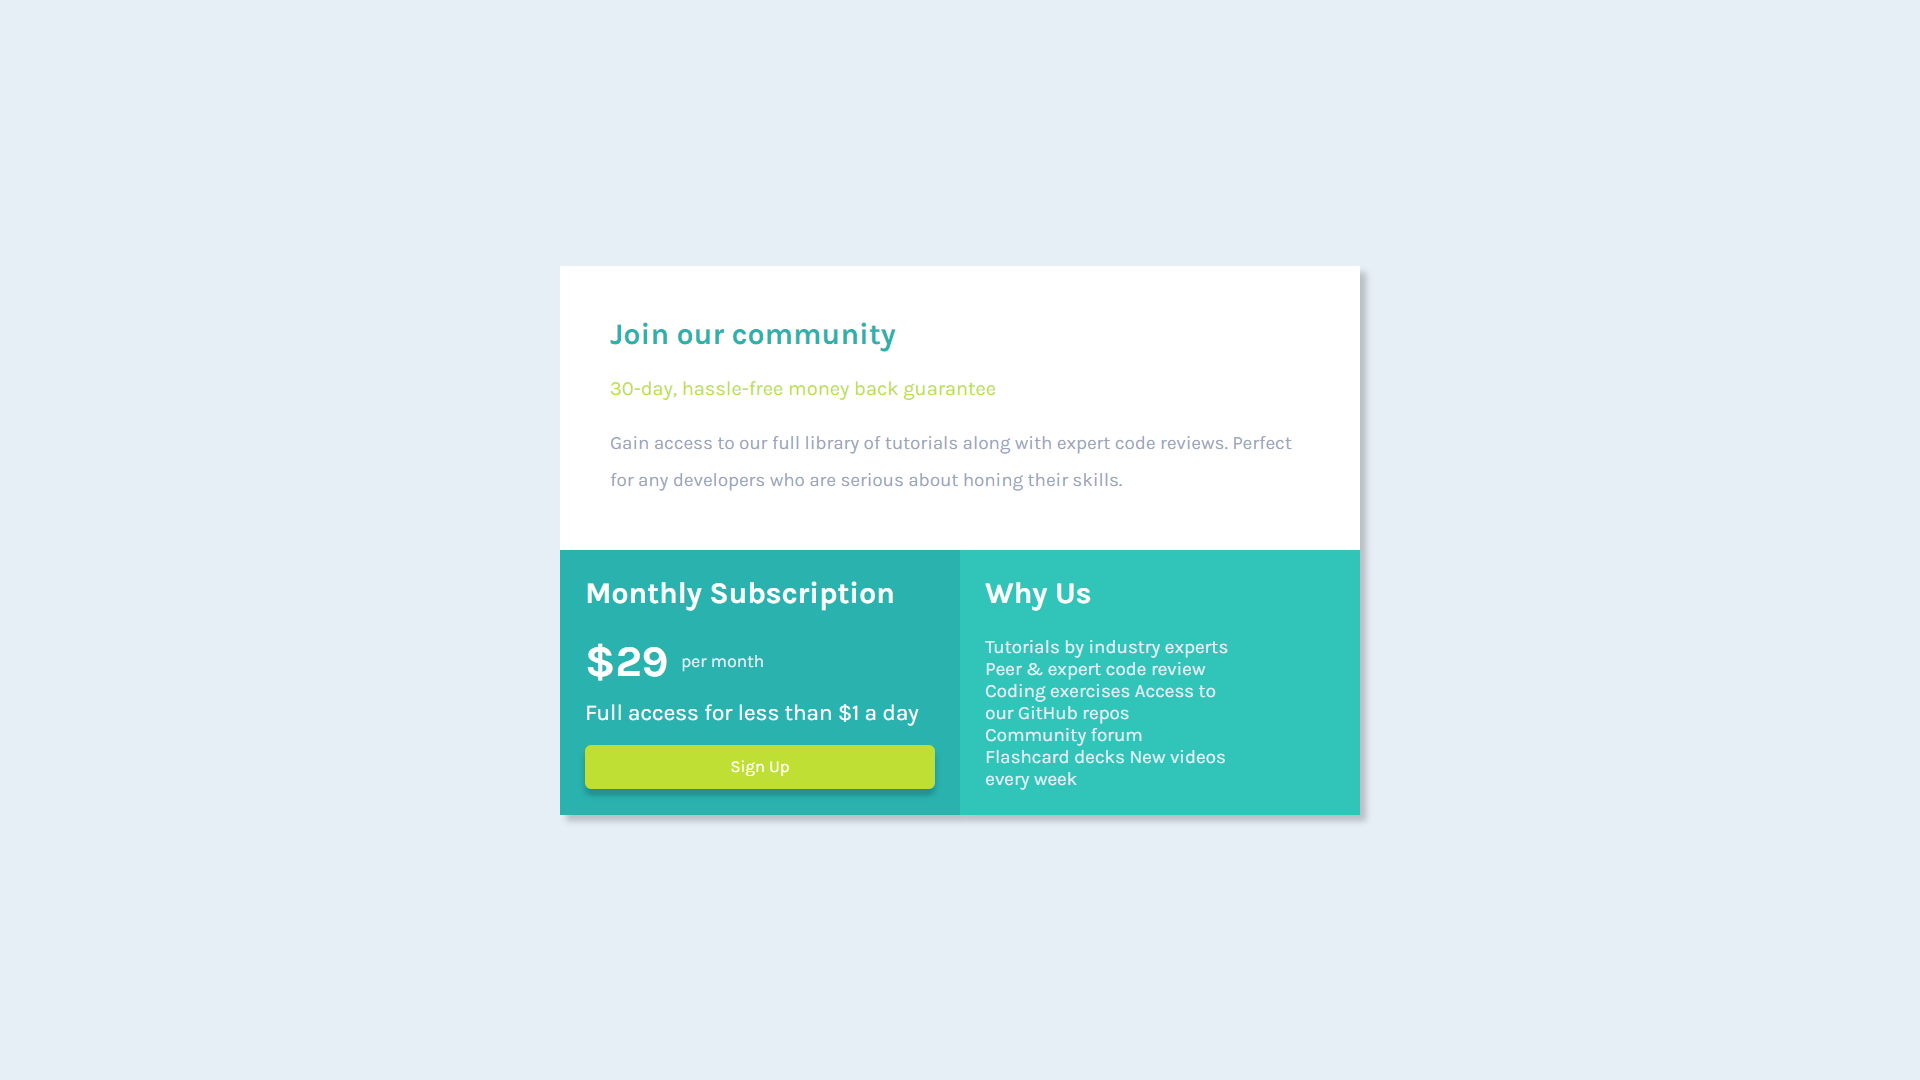 Join our community
30-day, hassle-free money back guarantee
Gain access to our full library of tutorials along with expert code reviews. Perfect
for any developers who are serious about honing their skills.
Monthly Subscription
$29 per month
Full access for less than $1 a day
Sign Up
Why Us
Tutorials by industry experts
Peer & expert code review
Coding exercises Access to
our GitHub repos
Community forum
Flashcard decks New videos
every week